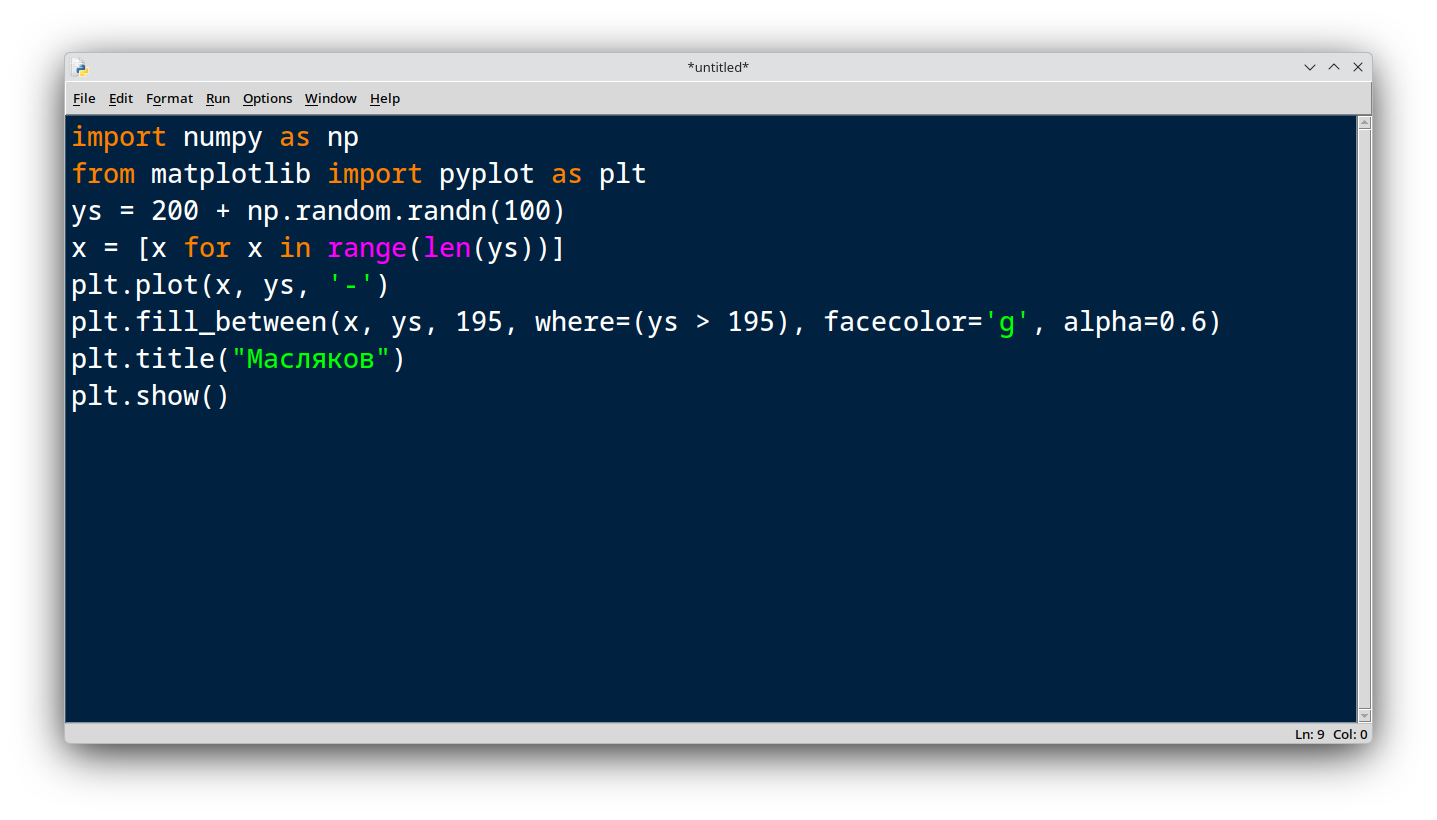 *untitled*
File Edit Format Run Options Window Help
import numpy as np
from matplotlib import pyplot as plt
ys = 200 + np.random.randn(100)
x = [x for x in range(len(ys))]
plt.plot(x, ys, '-')
plt.fill_between(x, ys, 195, where=(ys > 195), facecolor='g', alpha=0.6)
plt.title("Масляков")
plt.show()
Ln: 9 Col: 0